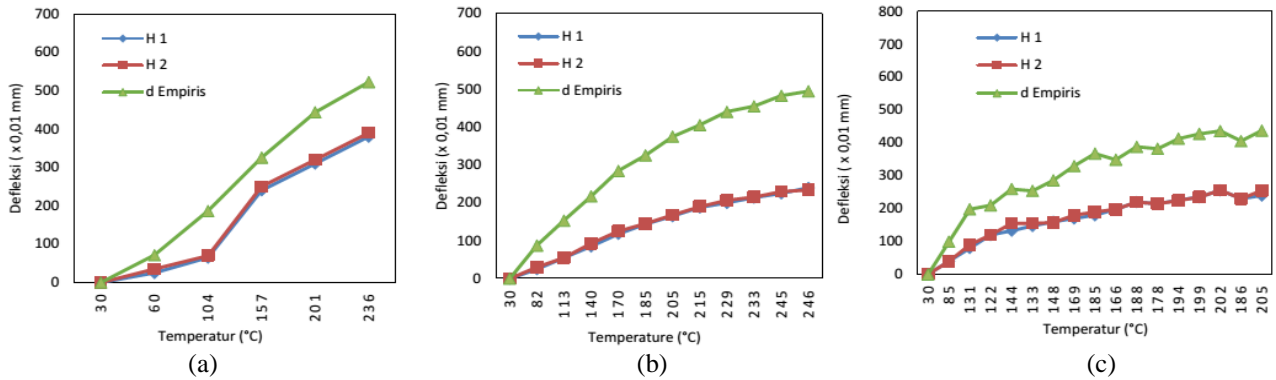 700
600
500
400
300
200
100
0
Defleksi ( x 0,01 mm)
H 1
H 2
d Empiris
30 60 104 157 201 236
Temperatur (°C)
(a)
700
600
500
400
300
200
100
0
Defleksi (x 0,01 mm)
H 1
H 2
d Empiris
30 82 113 140 170 185 205 215 229 233 245 246
Temperature (°C)
(b)
800
700
600
500
400
300
200
100
0
Defleksi (x 0,01 mm)
H 1
H 2
d Empiris
30 85 131 122 144 133 148 169 185 166 188 178 194 199 202 186 205
Temperatur (°C)
(c)